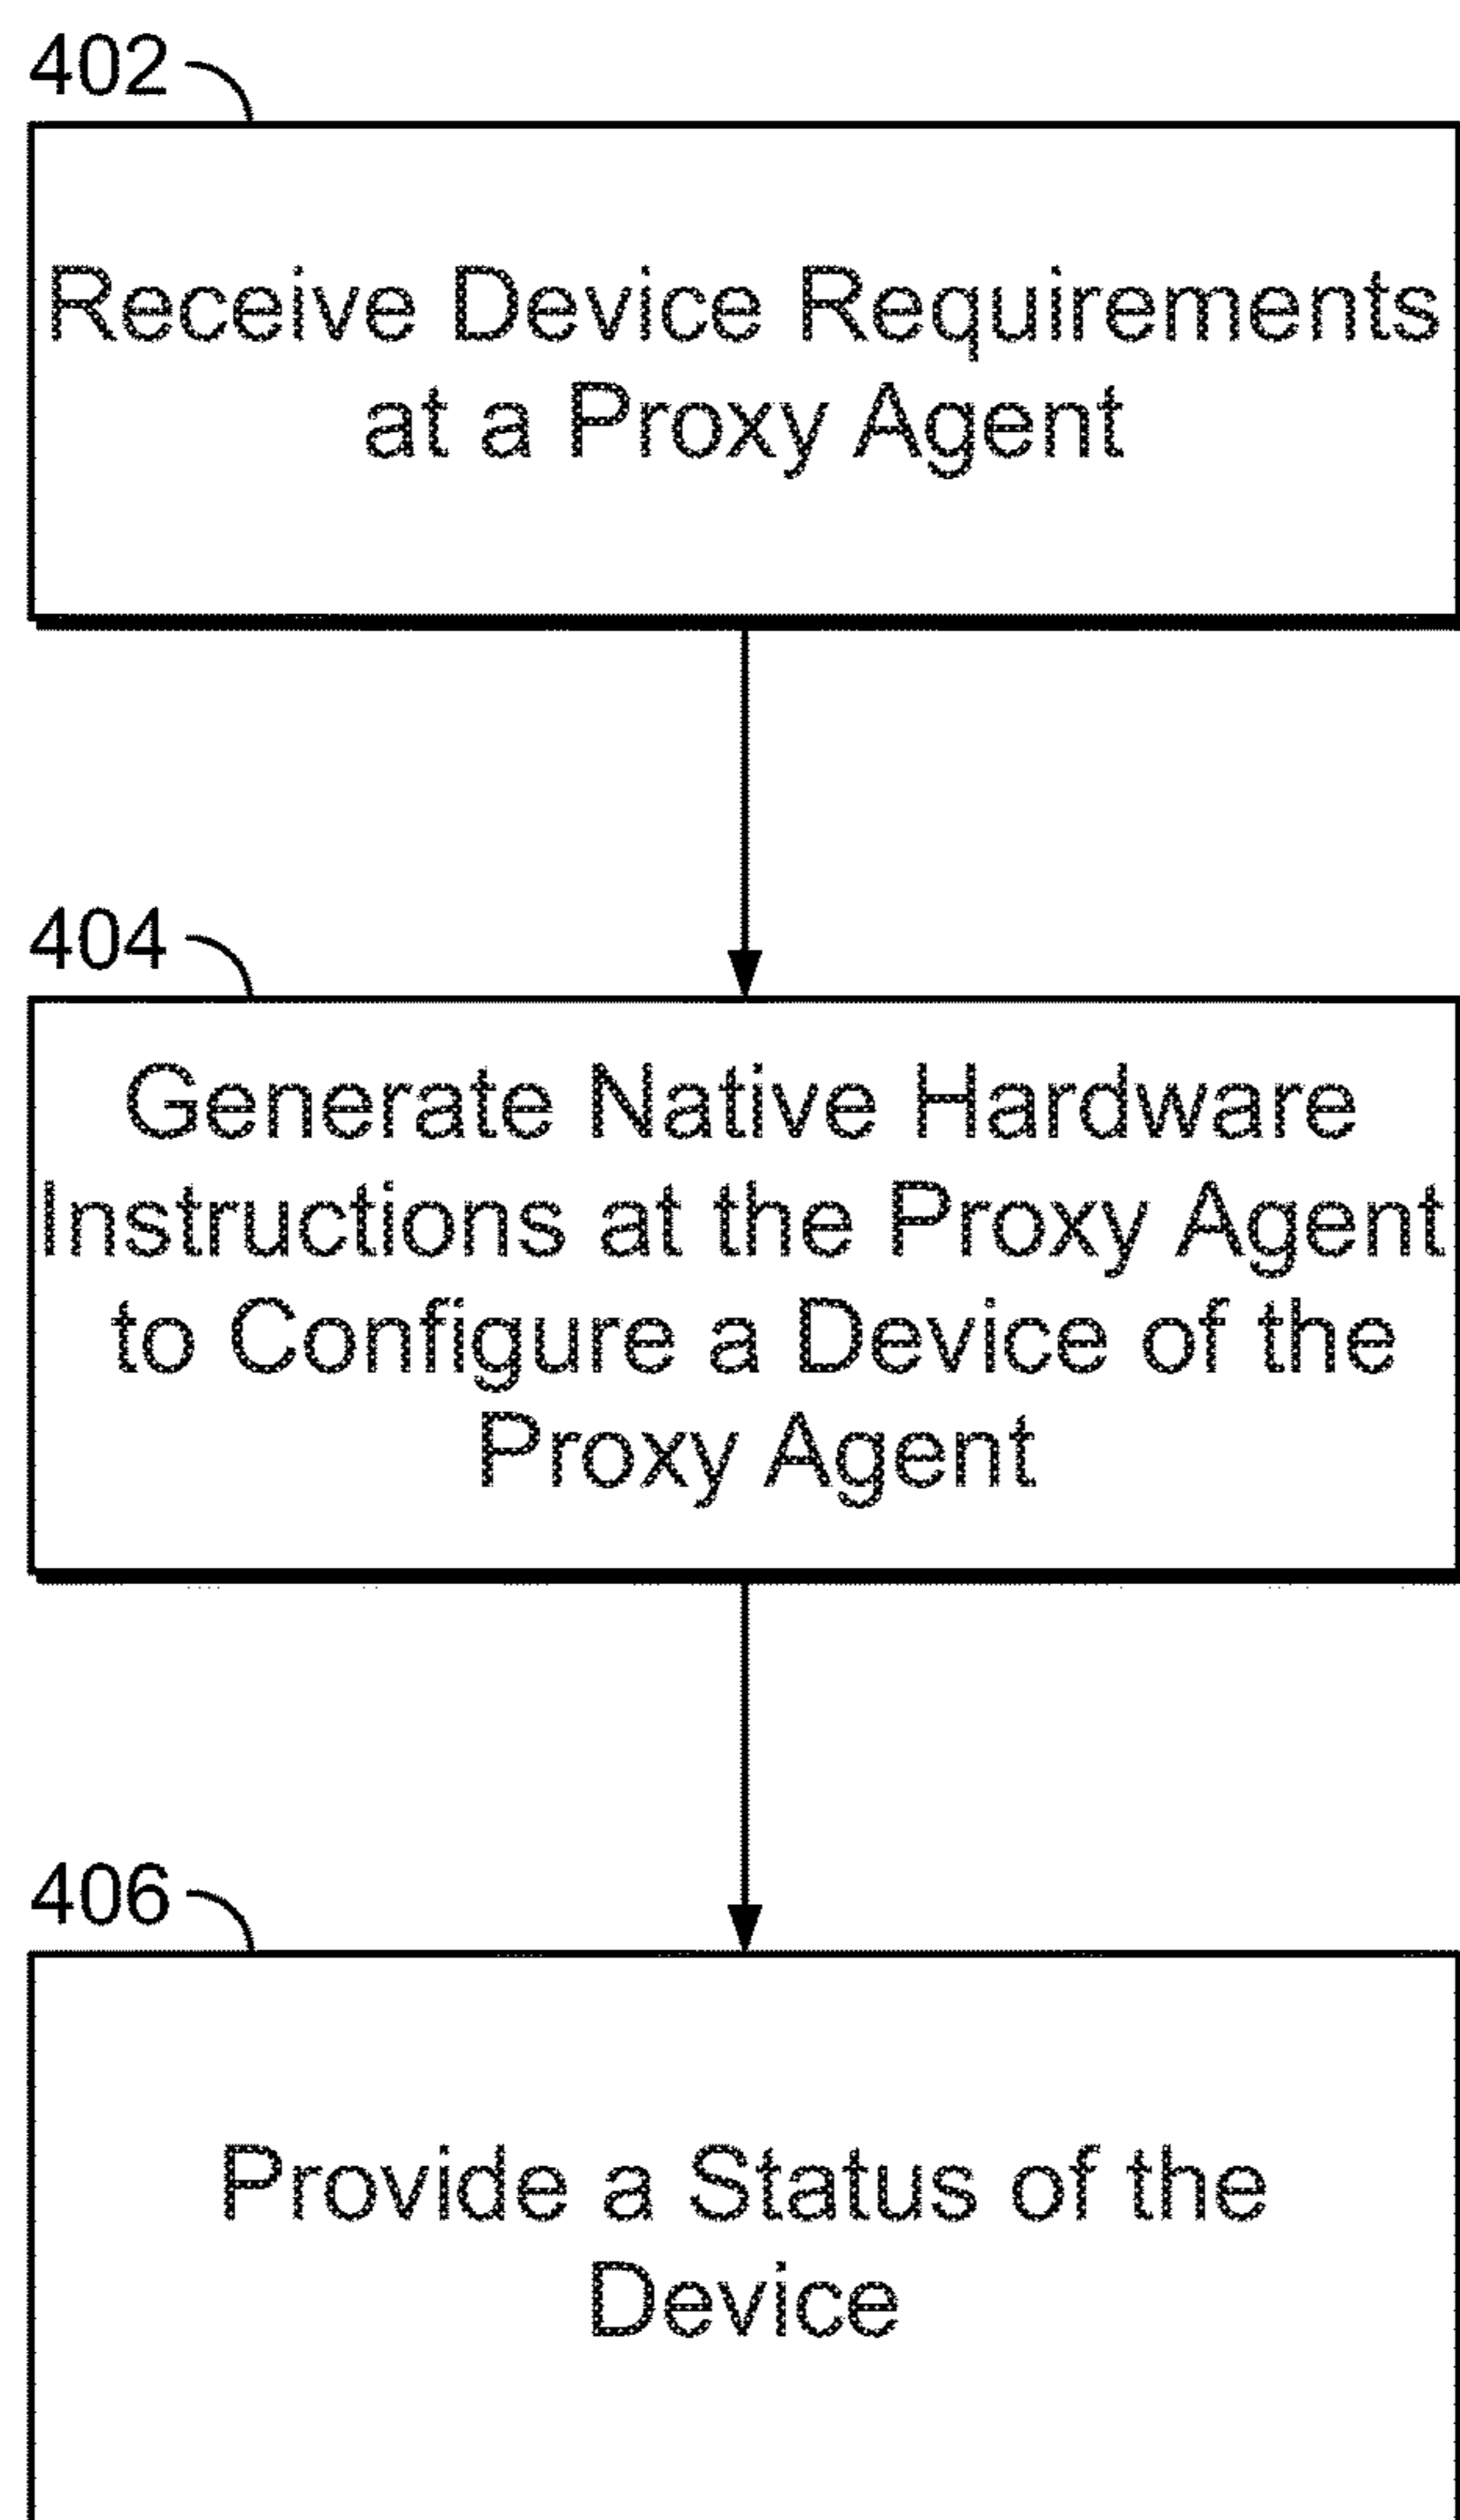 402
Receive Device Requirements
at a Proxy Agent
404
Generate Native Hardware
Instructions at the Proxy Agent
to Configure a Device of the
Proxy Agent
406
Provide a Status of the
Device